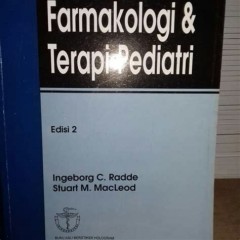 Farmakologi &
Terapi Pediatri
Edisi 2
Ingeborg C. Radde
Stuart M. MacLeod